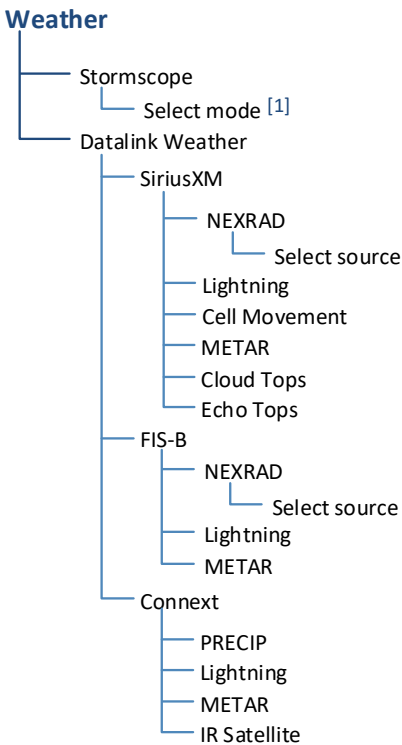 Weather
Stormscope
Select mode [1]
Datalink Weather
SiriusXM
NEXRAD
Select source
Lightning
Cell Movement
METAR
Cloud Tops
Echo Tops
FIS-B
NEXRAD
Select source
Lightning
METAR
Connext
PRECIP
Lightning
METAR
IR Satellite